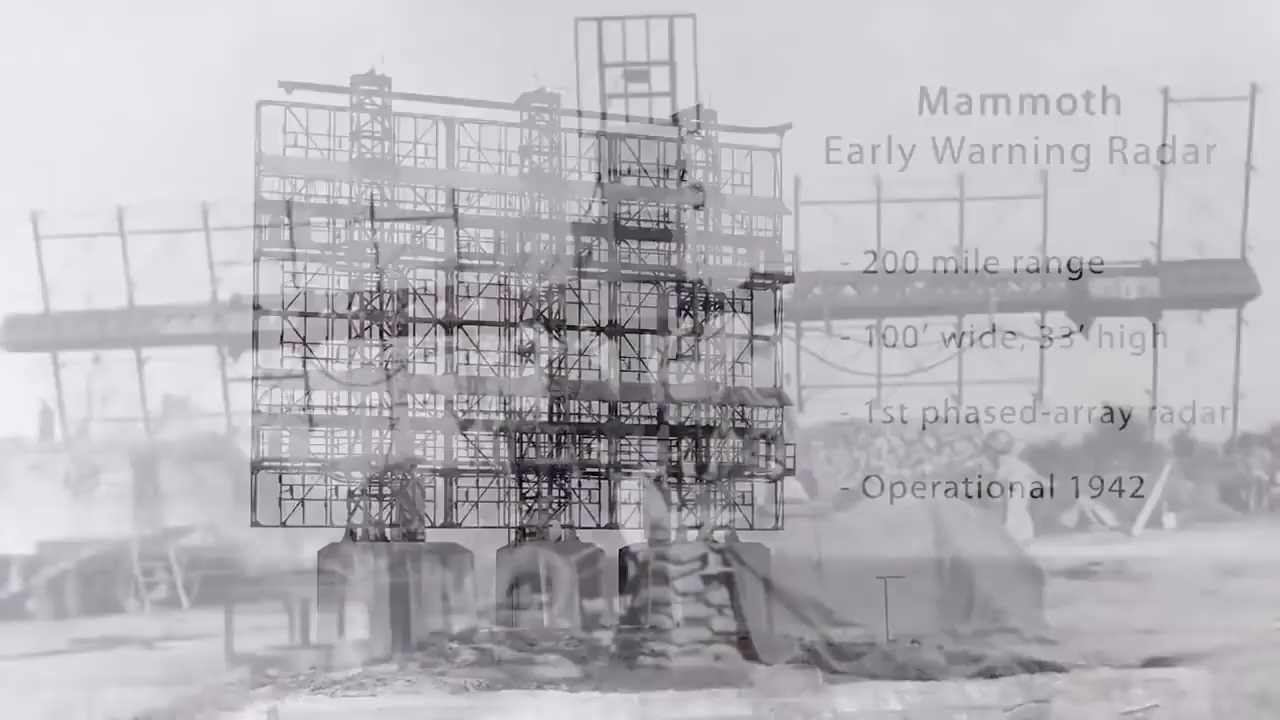 Mammoth
Early Warning Radar
- 200 mile range
- 100' wide, 33' high
- 1st phased-array radar
- Operational 1942